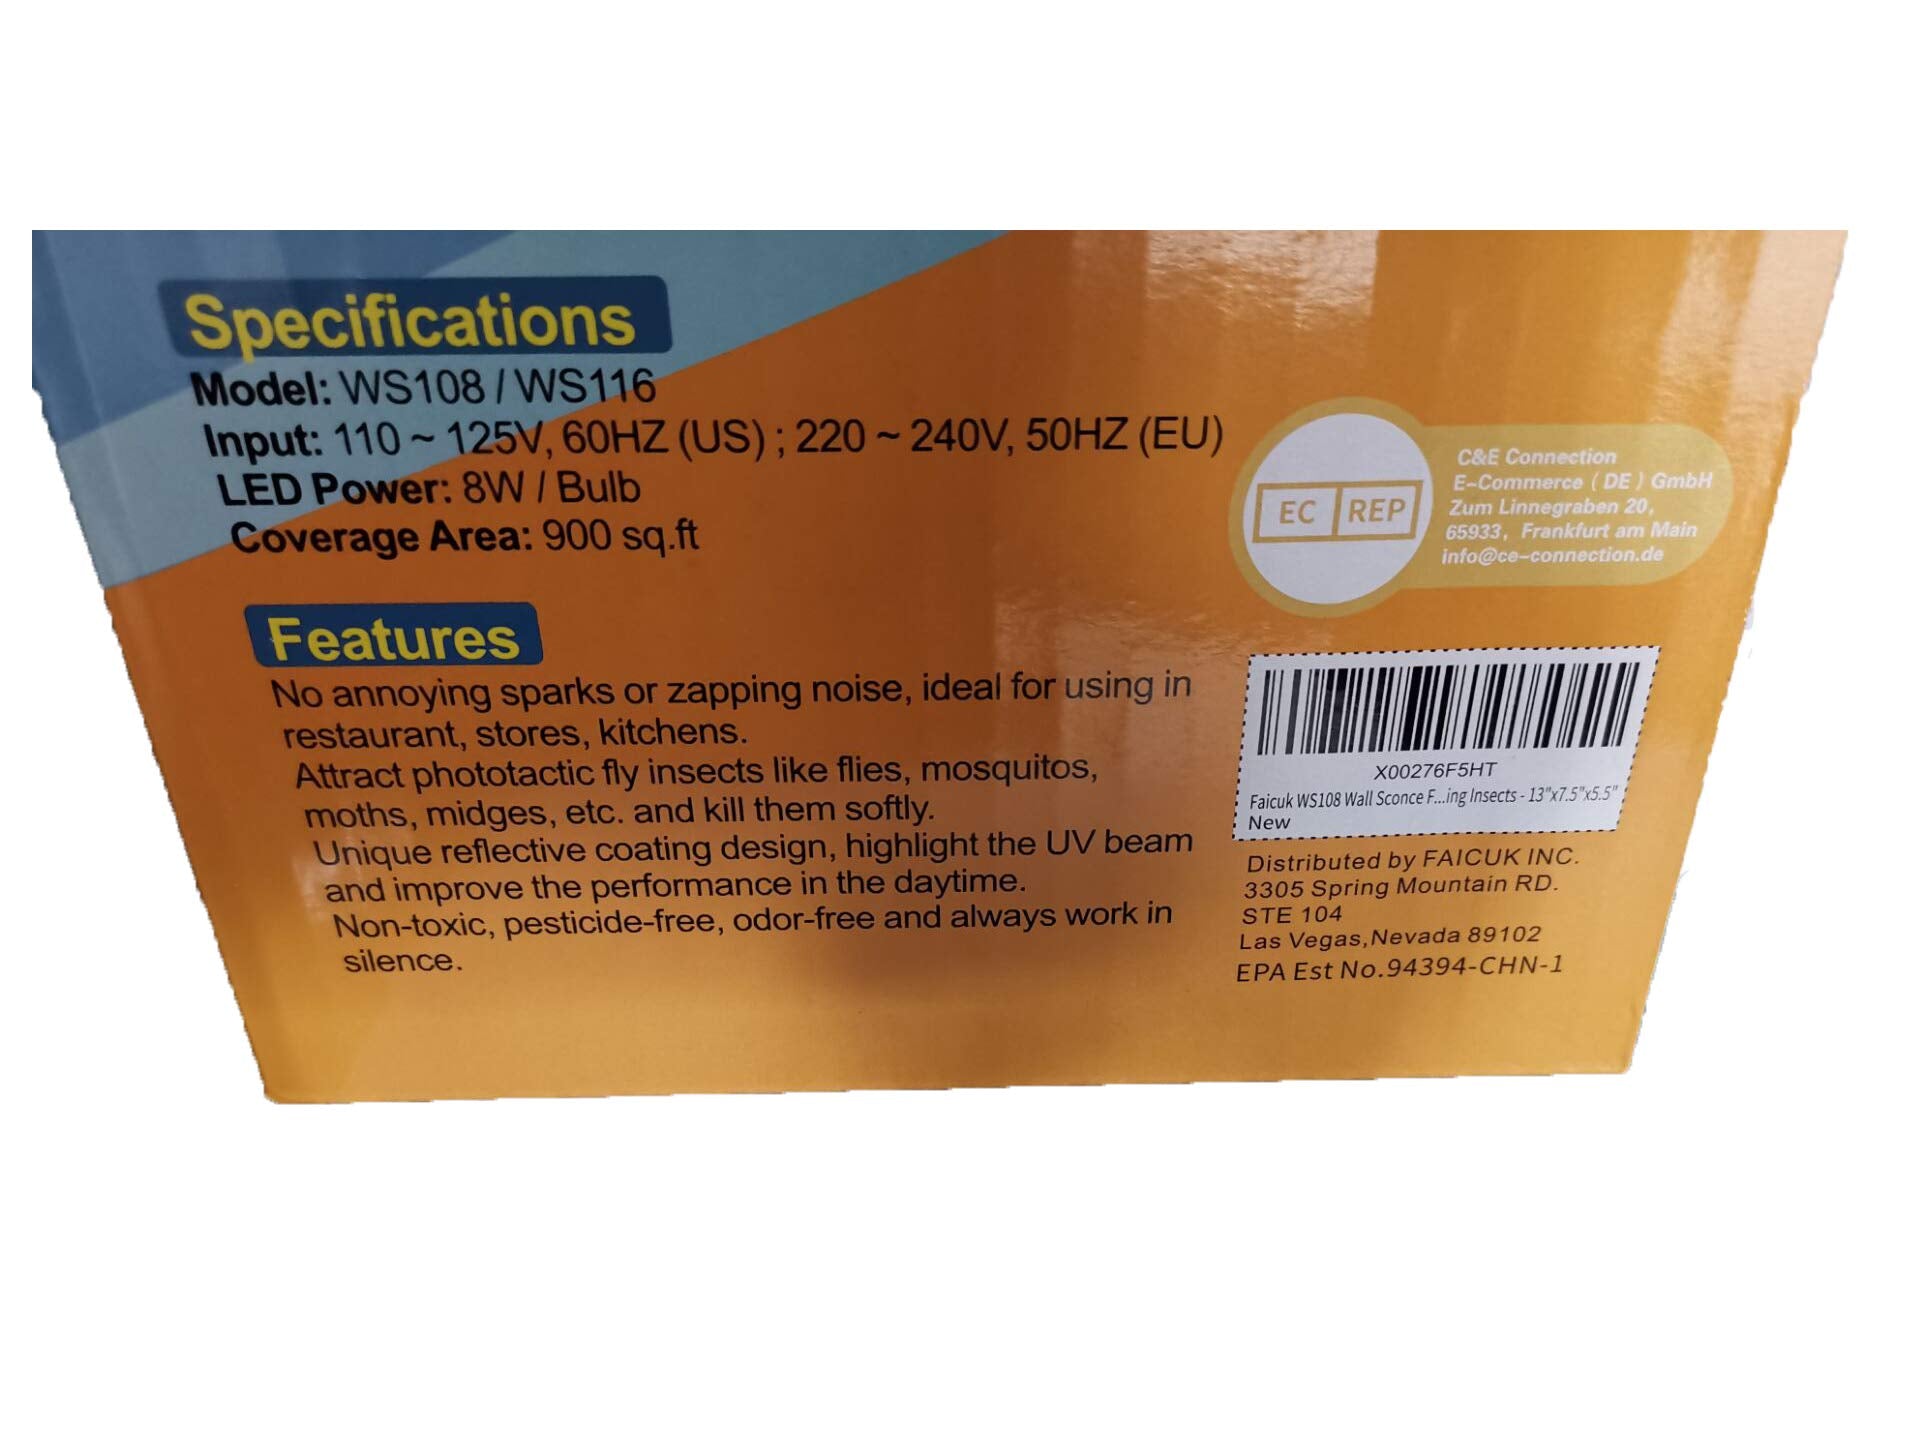 Specifications
Model: WS108 / WS116
Input: 110 ~ 125V, 60HZ (US) ; 220 ~ 240V, 50HZ (EU)
LED Power: 8W / Bulb
Coverage Area: 900 sq.ft
Features
No annoying sparks or zapping noise, ideal for using in
restaurant, stores, kitchens.
Attract phototactic fly insects like flies, mosquitos,
moths, midges, etc. and kill them softly.
Unique reflective coating design, highlight the UV beam
and improve the performance in the daytime.
Non-toxic, pesticide-free, odor-free and always work in
silence.
EC REP
C&E Connection
E-Commerce ( DE ) GmbH
Zum Linnegraben 20,
65933, Frankfurt am Main
info@ce-connection.de
X00276F5HT
Faicuk WS108 Wall Sconce F...ing Insects - 13"x7.5"x5.5"
New
Distributed by FAICUK INC.
3305 Spring Mountain RD.
STE 104
Las Vegas,Nevada 89102
EPA Est No.94394-CHN-1